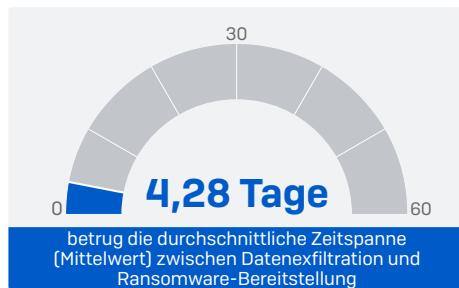 30
4,28 Tage
0
60
betrug die durchschnittliche Zeitspanne
(Mittelwert) zwischen Datenexfiltration und
Ransomware-Bereitstellung